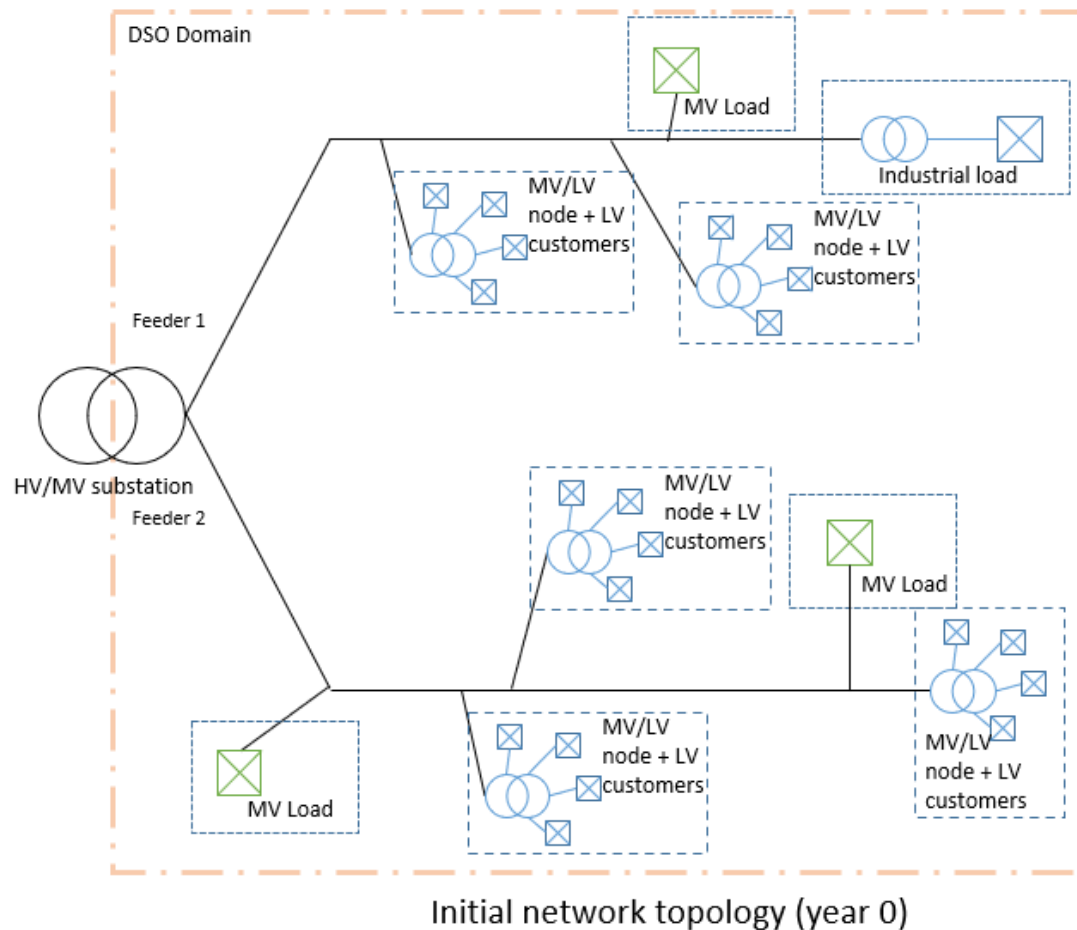 DSO Domain
MV Load
Industrial load
MV/LV
node + LV
customers
MV/LV
node + LV
customers
Feeder 1
HV/MV substation
Feeder 2
MV/LV
node + LV
customers
MV Load
MV Load
MV/LV
node + LV
customers
MV/LV
node + LV
customers
Initial network topology (year 0)